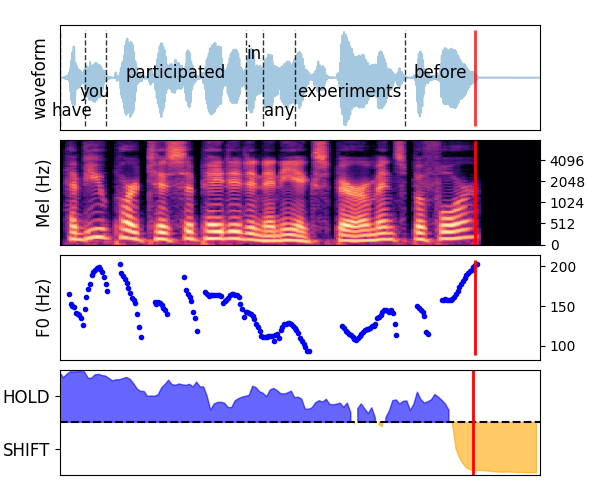 waveform
have
you
participated
in
any
experiments
before
Mel (Hz)
4096
2048
1024
512
0
F0 (Hz)
200
150
100
HOLD
SHIFT